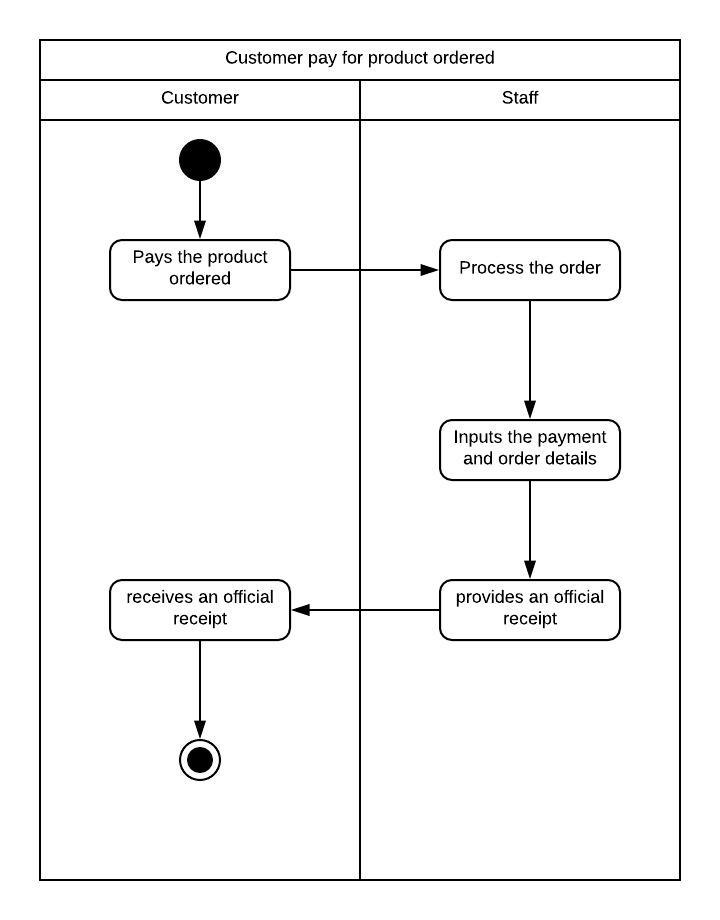 Customer pay for product ordered
Customer
Staff
Pays the product
ordered
Process the order
Inputs the payment
and order details
provides an official
receipt
receives an official
receipt